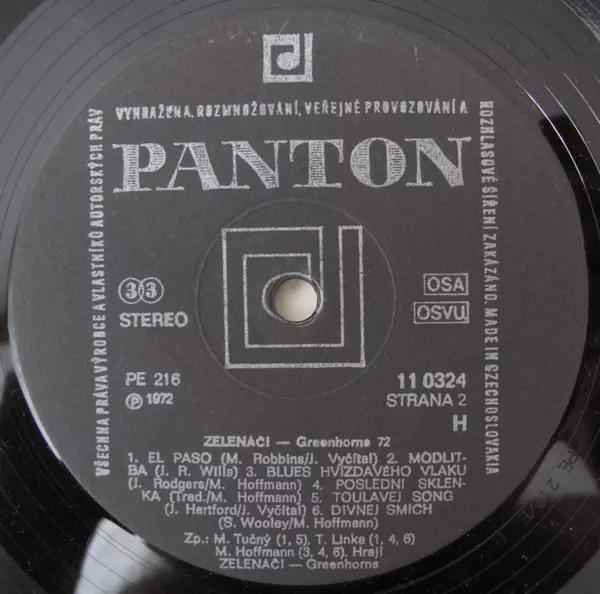 VYHRAŽENA. ROZMNOŽOVÁNÍ, VEŘEJNÉ PROVOZOVÁNÍ A
VŠECHNA PRÁVA VÝROBCE A VLASTNÍKŮ AUTORSKÝCH PRÁV
ROZHLASOVÉ ŠÍŘENÍ ZAKÁZÁNO. MADE IN CZECHOSLOVAKIA
PANTON
33
STEREO
OSA
OSVU
PE 216
11 0324
Ⓟ 1972
STRANA 2
H
ZELENÁČI — Greenhorns 72
1. EL PASO (M. Robbins/J. Vyčítal) 2. MODLIT-
BA (J. R. Wills) 3. BLUES HVÍZDAVÉHO VLAKU
(J. Rodgers/M. Hoffmann) 4. POSLEDNÍ SKLEN-
KA (Trad./M. Hoffmann) 5. TOULAVEJ SONG
(J. Hartford/J. Vyčítal) 6. DIVNEJ SMÍCH
(S. Wooley/M. Hoffmann)
Zp.: M. Tučný (1, 5), T. Linka (1, 4, 6)
M. Hoffmann (3, 4, 6). Hrají
ZELENÁČI — Greenhorns